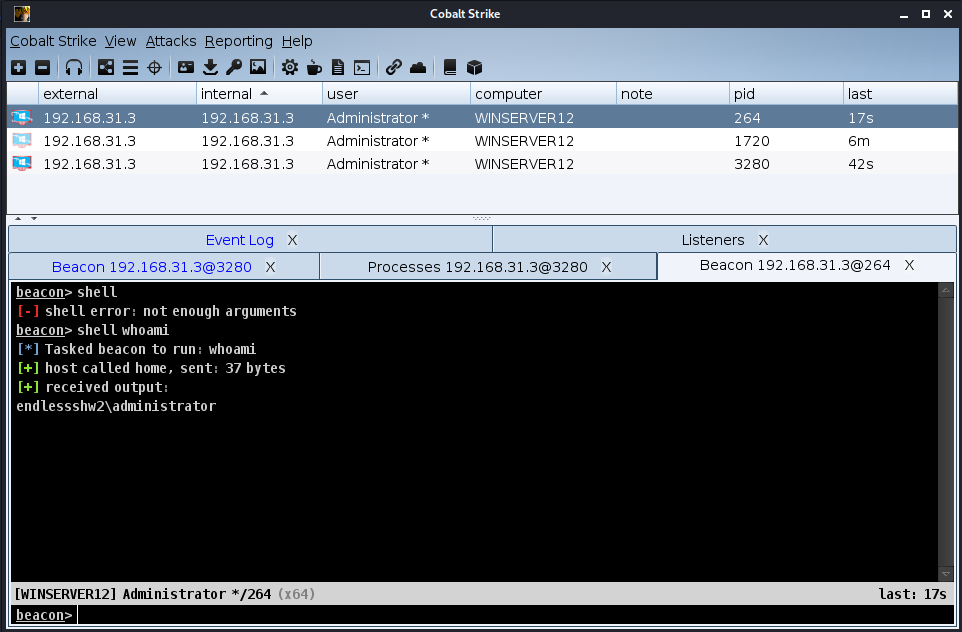 Cobalt Strike
Cobalt Strike View Attacks Reporting Help
external internal user computer note pid last
192.168.31.3 192.168.31.3 Administrator * WINSERVER12 264 17s
192.168.31.3 192.168.31.3 Administrator * WINSERVER12 1720 6m
192.168.31.3 192.168.31.3 Administrator * WINSERVER12 3280 42s
Event Log X Listeners X
Beacon 192.168.31.3@3280 X Processes 192.168.31.3@3280 X Beacon 192.168.31.3@264 X
beacon> shell
[-] shell error: not enough arguments
beacon> shell whoami
[*] Tasked beacon to run: whoami
[+] host called home, sent: 37 bytes
[+] received output:
endlessshw2\administrator
[WINSERVER12] Administrator */264 (x64) last: 17s
beacon>